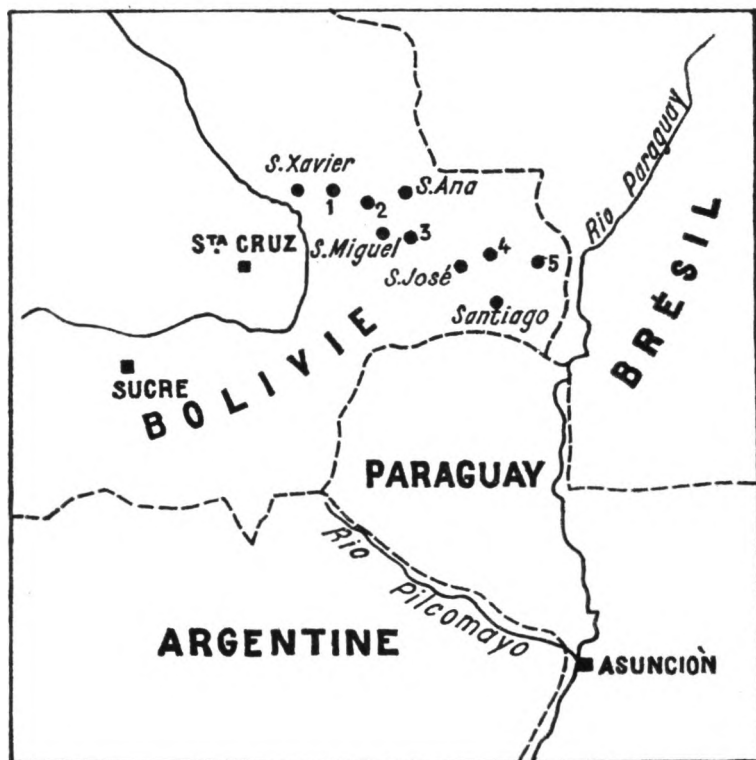 S. Xavier
S. Ana
1
2
Rio Paraguay
STA. CRUZ
S. Miguel
3
4
5
S. José
Santiago
BRÉSIL
SUCRE
BOLIVIE
PARAGUAY
Rio Pilcomayo
ARGENTINE
ASUNCIÒN